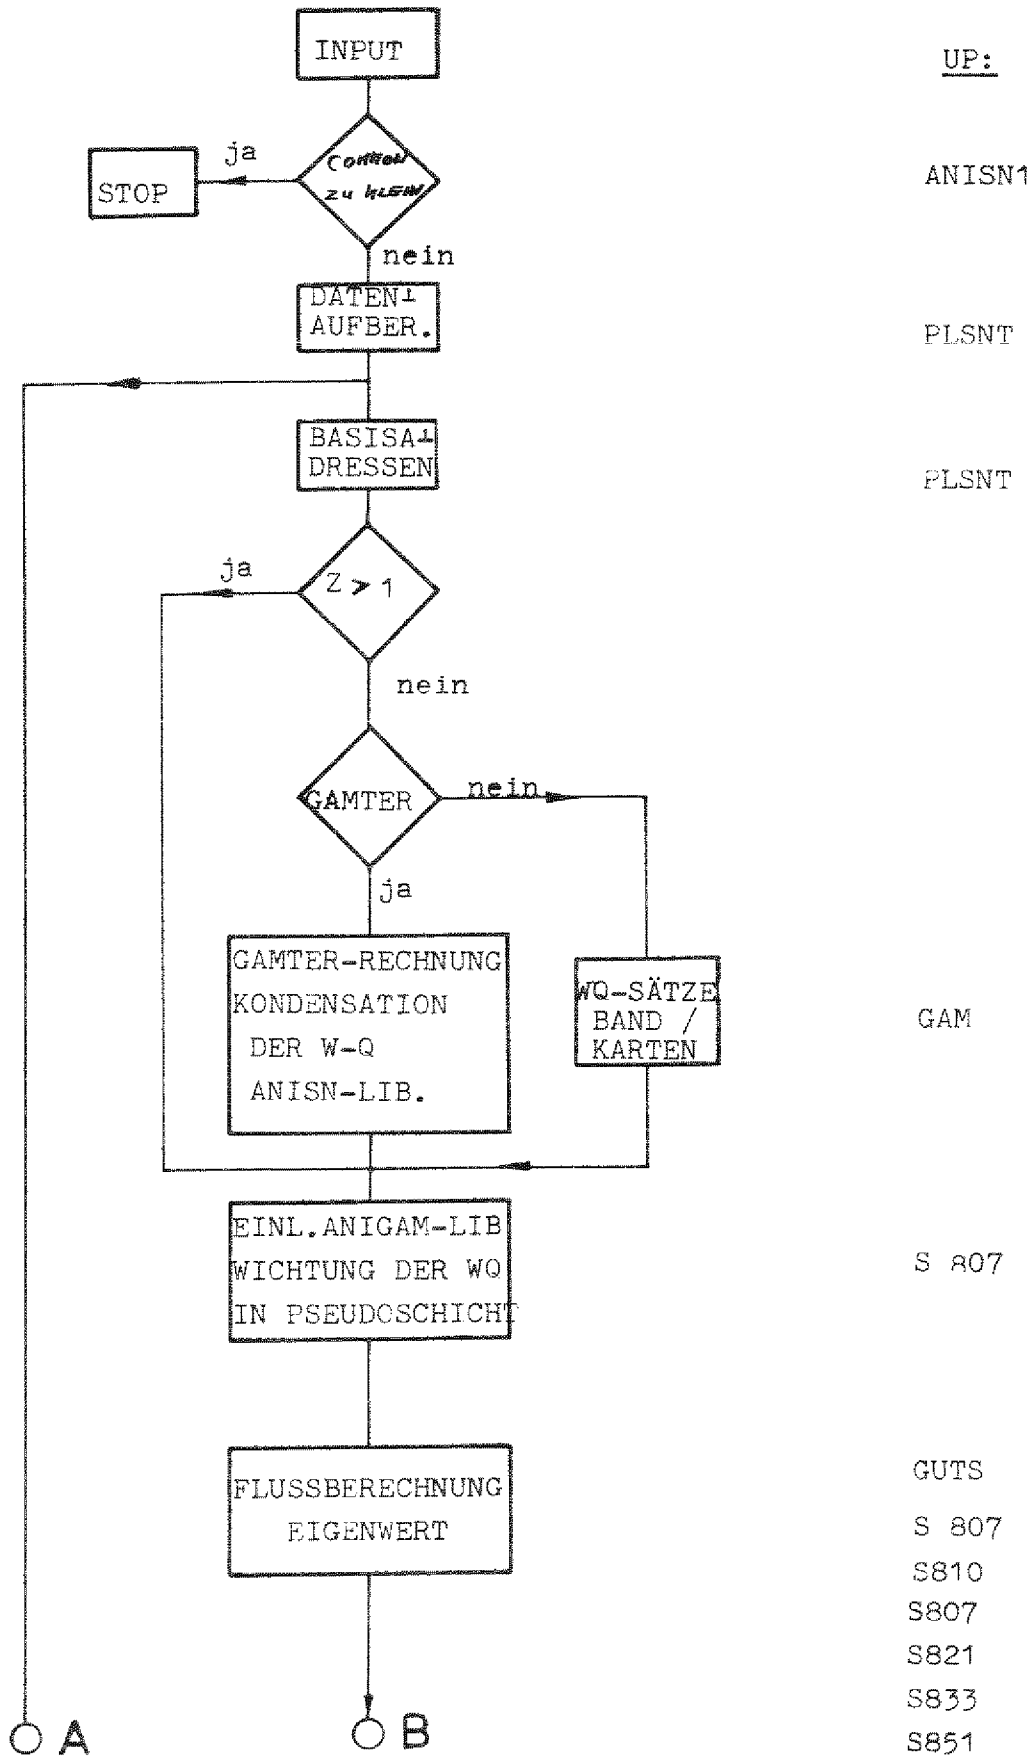 INPUT
UP:
ja
COMMON
ZU KLEIN
STOP
ANISN1
nein
DATEN-
AUFBER.
PLSNT
BASISA-
DRESSEN
PLSNT
ja
Z > 1
nein
GAMTER
nein
ja
GAMTER-RECHNUNG
KONDENSATION
DER W-Q
ANISN-LIB.
WQ-SÄTZE
BAND /
KARTEN
GAM
EINL.ANIGAM-LIB
WICHTUNG DER WQ
IN PSEUDOSCHICHT
S 807
FLUSSBERECHNUNG
EIGENWERT
GUTS
S 807
S810
S807
S821
S833
S851
A
B